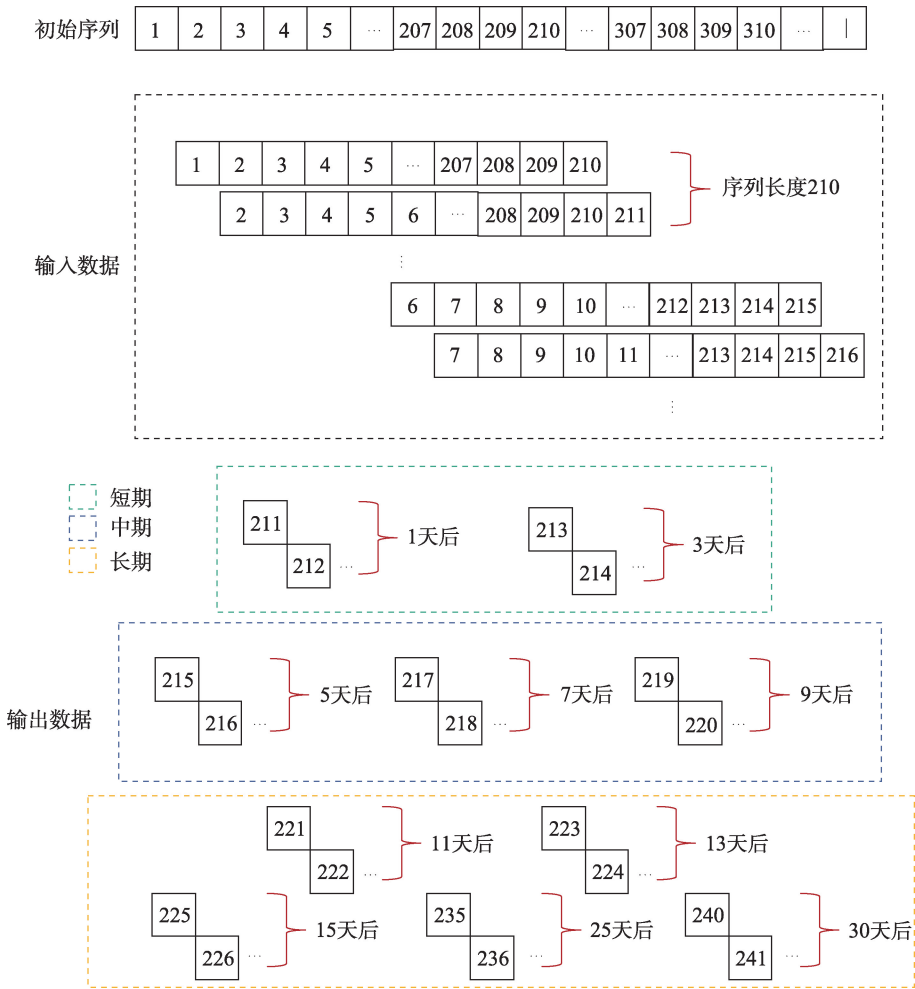 初始序列 1 2 3 4 5 … 207 208 209 210 … 307 308 309 310 … |
1 2 3 4 5 … 207 208 209 210
序列长度210
2 3 4 5 6 … 208 209 210 211
输入数据
⋮
6 7 8 9 10 … 212 213 214 215
7 8 9 10 11 … 213 214 215 216
⋮
短期
中期
长期
211
212 …
1天后
213
214 …
3天后
输出数据
215
216 …
5天后
217
218 …
7天后
219
220 …
9天后
221
222 …
11天后
223
224 …
13天后
225
226 …
15天后
235
236 …
25天后
240
241 …
30天后